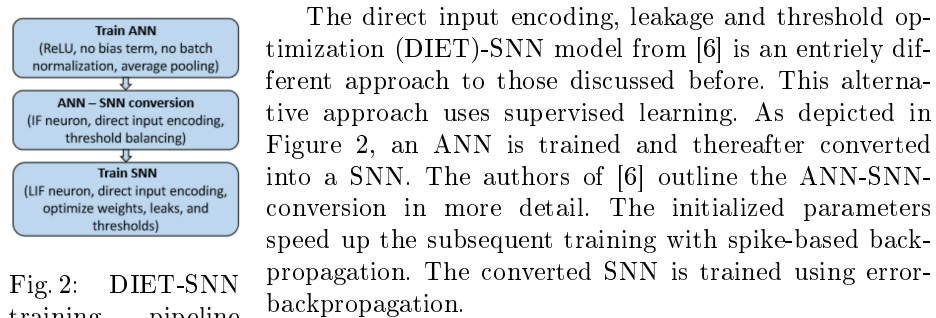 Train ANN
(ReLU, no bias term, no batch
normalization, average pooling)
ANN – SNN conversion
(IF neuron, direct input encoding,
threshold balancing)
Train SNN
(LIF neuron, direct input encoding,
optimize weights, leaks, and
thresholds)
Fig. 2: DIET-SNN
training pipeline
The direct input encoding, leakage and threshold op-
timization (DIET)-SNN model from [6] is an entriely dif-
ferent approach to those discussed before. This alterna-
tive approach uses supervised learning. As depicted in
Figure 2, an ANN is trained and thereafter converted
into a SNN. The authors of [6] outline the ANN-SNN-
conversion in more detail. The initialized parameters
speed up the subsequent training with spike-based back-
propagation. The converted SNN is trained using error-
backpropagation.